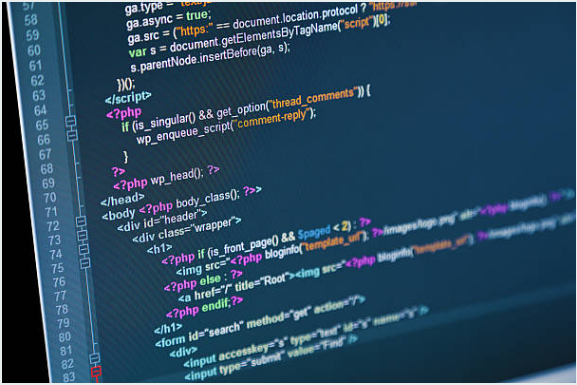 57 ga.type =
58 ga.async = true;
59 ga.src = ("https:" == document.location.protocol ? "https://
60 var s = document.getElementsByTagName("script")[0];
61 s.parentNode.insertBefore(ga, s);
62 })();
63 </script>
64 <?php
65 if (is_singular() && get_option("thread_comments")) {
66 wp_enqueue_script("comment-reply");
67 }
68 ?>
69 <?php wp_head(); ?>
70 </head>
71 <body <?php body_class(); ?>>
72 <div id="header">
73 <div class="wrapper">
74 <h1>
75 <?php if (is_front_page() && $paged < 2) : ?>
76 <img src="<?php bloginfo("template_url"); ?>/images/logo.png" alt="<?php bloginfo(
77 <?php else : ?>
78 <a href="/" title="Root"><img src="<?php bloginfo("template_url"); ?>/images/logo.png" alt=
79 <?php endif;?>
80 </h1>
81 <form id="search" method="get" action="/">
82 <div>
83 <input accesskey="s" type="text" id="s" name="s" />
<input type="submit" value="Find" />